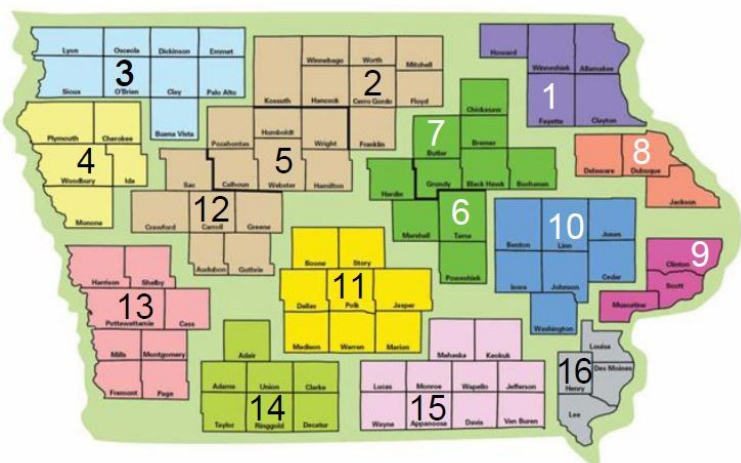 Lyon Osceola Dickinson Emmet
3
Sioux O'Brien Clay Palo Alto
Buena Vista
Winnebago Worth Mitchell
2
Kossuth Hancock Cerro Gordo Floyd
Howard Winneshiek Allamakee
1
Fayette Clayton
Plymouth Cherokee
4
Woodbury Ida
Monona
Pocahontas Humboldt Wright Franklin
5
Sac Calhoun Webster Hamilton
12
Crawford Carroll Greene
Audubon Guthrie
Chickasaw
7
Butler Bremer
Hardin Grundy Black Hawk Buchanan
6
Marshall Tama
Poweshiek
8
Delaware Dubuque
Jackson
10
Benton Linn Jones
Iowa Johnson Cedar
Washington
9
Clinton
Scott
Muscatine
Harrison Shelby
13
Pottawattamie Cass
Mills Montgomery
Fremont Page
Boone Story
11
Dallas Polk Jasper
Madison Warren Marion
Adair
Adams Union Clarke
14
Taylor Ringgold Decatur
Mahaska Keokuk
Lucas Monroe Wapello Jefferson
15
Wayne Appanoosa Davis Van Buren
Louisa
16
Henry Des Moines
Lee